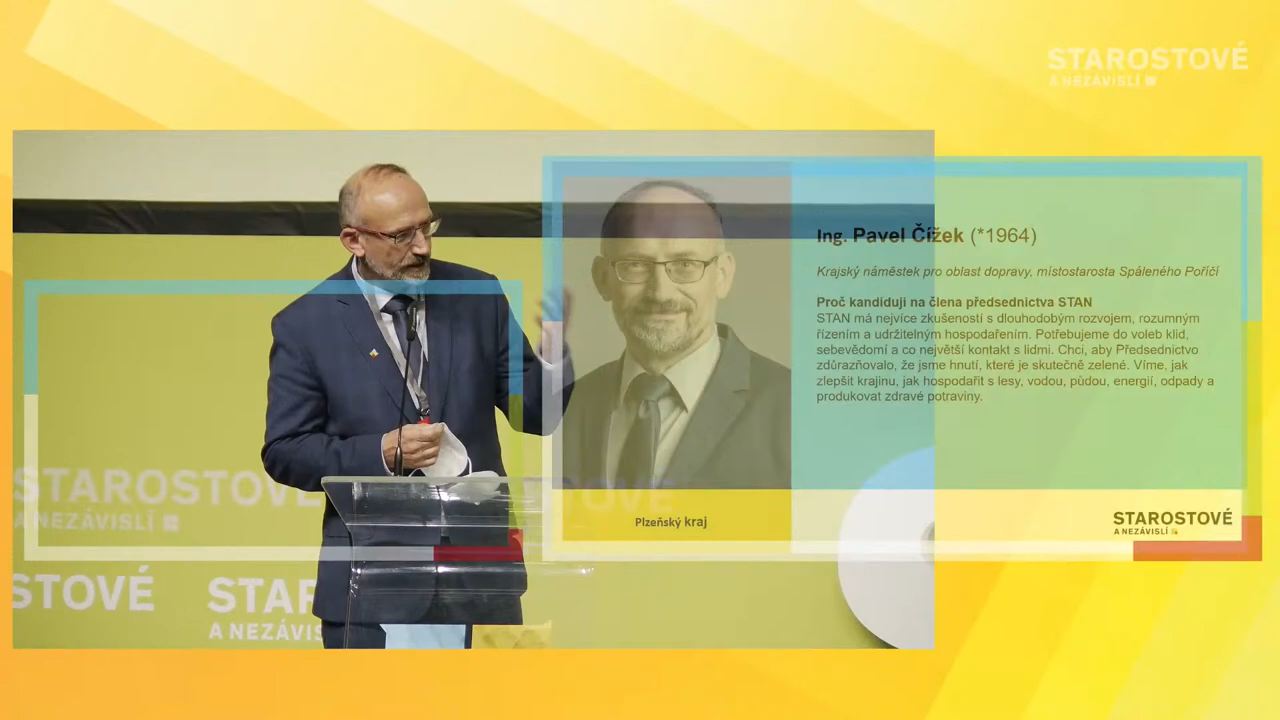 STAROSTOVÉ
A NEZÁVISLÍ
Ing. Pavel Čížek (*1964)
Krajský náměstek pro oblast dopravy, místostarosta Spáleného Poříčí
Proč kandiduji na člena předsednictva STAN
STAN má nejvíce zkušeností s dlouhodobým rozvojem, rozumným
řízením a udržitelným hospodařením. Potřebujeme do voleb klid,
sebevědomí a co největší kontakt s lidmi. Chci, aby Předsednictvo
zdůrazňovalo, že jsme hnutí, které je skutečně zelené. Víme, jak
zlepšit krajinu, jak hospodařit s lesy, vodou, půdou, energií, odpady a
produkovat zdravé potraviny.
Plzeňský kraj
STAROSTOVÉ
A NEZÁVISLÍ
STAROSTOVÉ
A NEZÁVISLÍ
STOVÉ
STAR
A NEZÁVIS